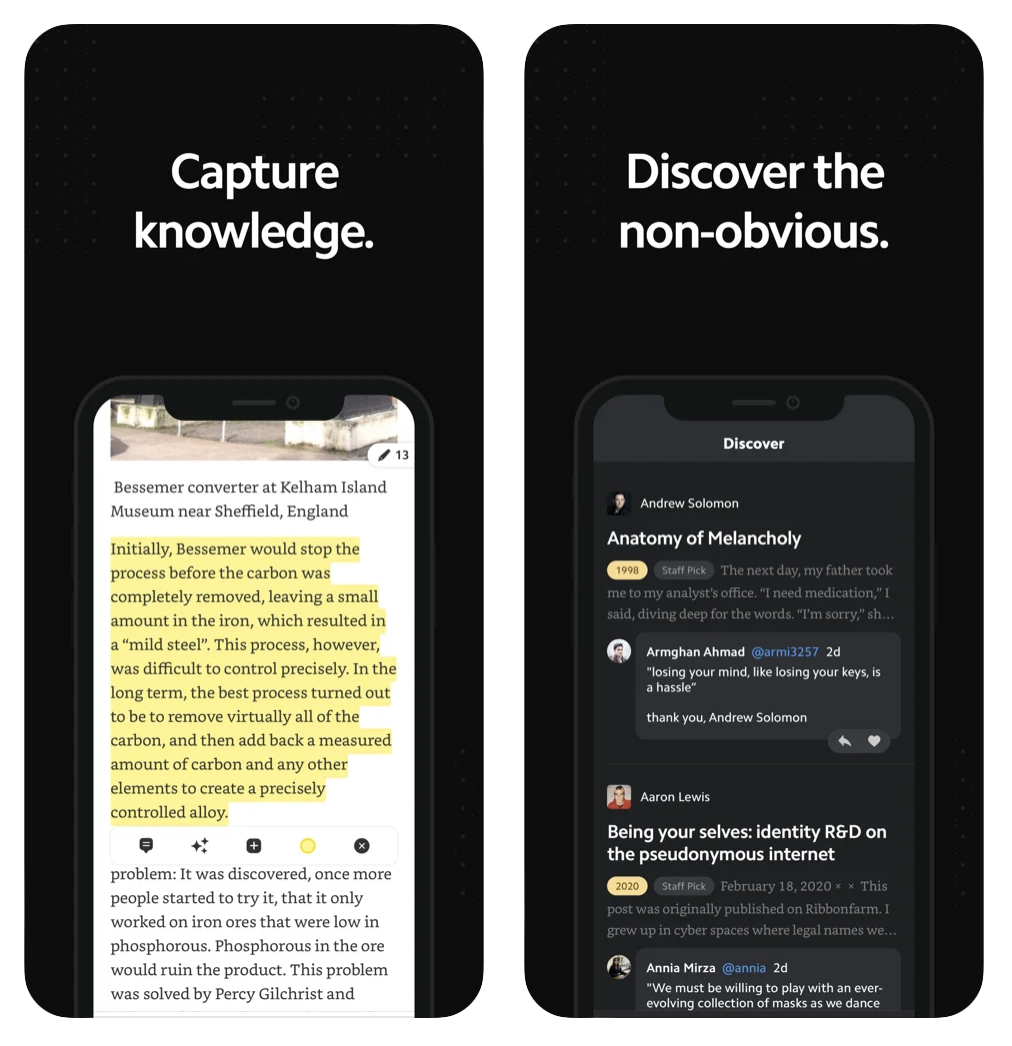 Capture
knowledge.
13
Bessemer converter at Kelham Island
Museum near Sheffield, England
Initially, Bessemer would stop the
process before the carbon was
completely removed, leaving a small
amount in the iron, which resulted in
a “mild steel”. This process, however,
was difficult to control precisely. In the
long term, the best process turned out
to be to remove virtually all of the
carbon, and then add back a measured
amount of carbon and any other
elements to create a precisely
controlled alloy.
problem: It was discovered, once more
people started to try it, that it only
worked on iron ores that were low in
phosphorous. Phosphorous in the ore
would ruin the product. This problem
was solved by Percy Gilchrist and
Discover the
non-obvious.
Discover
Andrew Solomon
Anatomy of Melancholy
1998 Staff Pick The next day, my father took
me to my analyst’s office. “I need medication,” I
said, diving deep for the words. “I’m sorry,” sh...
Armghan Ahmad @armi3257 2d
"losing your mind, like losing your keys, is
a hassle”
thank you, Andrew Solomon
Aaron Lewis
Being your selves: identity R&D on
the pseudonymous internet
2020 Staff Pick February 18, 2020 × × This
post was originally published on Ribbonfarm. I
grew up in cyber spaces where legal names we...
Annia Mirza @annia 2d
"We must be willing to play with an ever-
evolving collection of masks as we dance